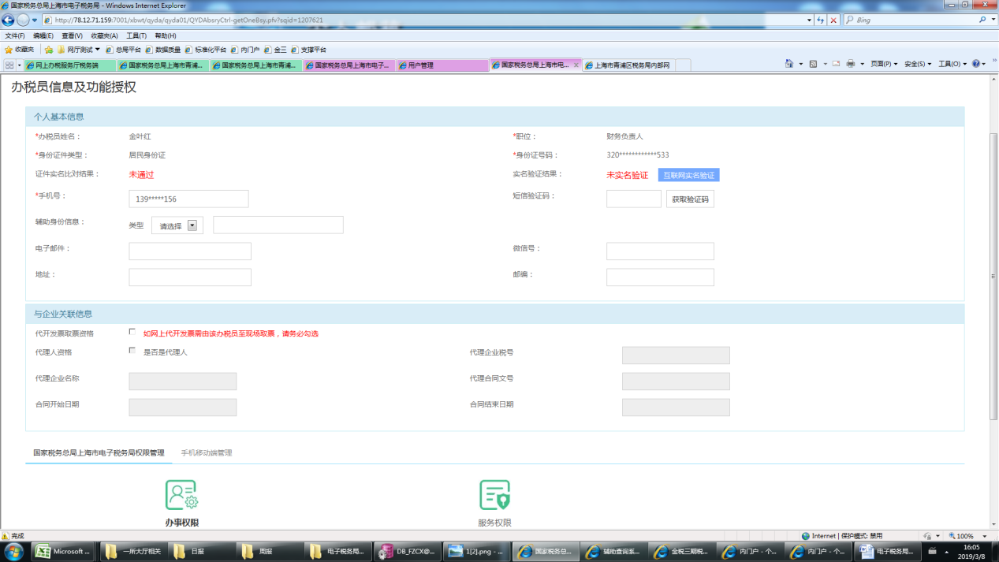 国家税务总局上海市电子税务局 - Windows Internet Explorer
http://78.12.71.159:7001/xbwt/qyda/qyda01/QYDAbsryCtrl-getOneBsy.pfv?sqid=1207621
Bing
文件(F) 编辑(E) 查看(V) 收藏夹(A) 工具(T) 帮助(H)
收藏夹 网厅测试 总局平台 数据质量 标准化平台 内门户 金三 支撑平台
网上办税服务厅税务端 国家税务总局上海市青浦... 国家税务总局上海市青浦... 国家税务总局上海市电子... 用户管理 国家税务总局上海市电... 上海市青浦区税务局内部网 页面(P) 安全(S) 工具(O)
办税员信息及功能授权
个人基本信息
*办税员姓名： 金叶红 *职位： 财务负责人
*身份证件类型： 居民身份证 *身份证号码： 320************533
证件实名比对结果： 未通过 实名验证结果： 未实名验证 互联网实名验证
*手机号： 139*****156 短信验证码： 获取验证码
辅助身份信息： 类型 请选择
电子邮件： 微信号：
地址： 邮编：
与企业关联信息
代开发票取票资格 如网上代开发票需由该办税员至现场取票，请务必勾选
代理人资格 是否是代理人 代理企业税号
代理企业名称 代理合同文号
合同开始日期 合同结束日期
国家税务总局上海市电子税务局权限管理 手机移动端管理
办事权限 服务权限
完成 Internet | 保护模式: 禁用 100%
Microsoft ... 一所大厅相关 日报 周报 电子税务局... DB_FZCX@... 1[2].png - ... 国家税务总... 辅助查询系... 金税三期税... 内门户 - 个... 内门户 - 个... 电子税务局... 16:05
2019/3/8